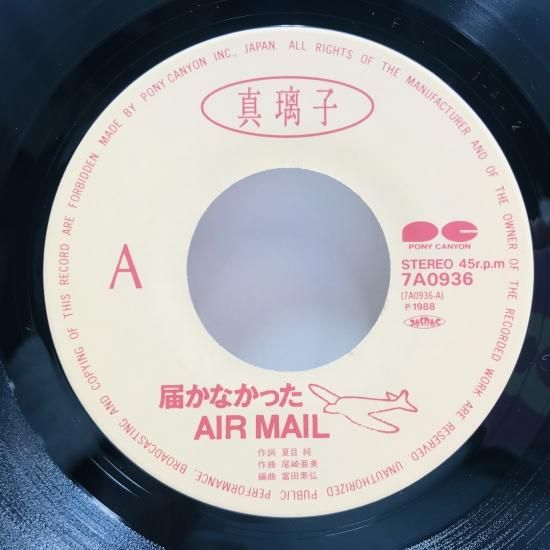 MADE BY PONY CANYON INC., JAPAN. ALL RIGHTS OF THE MANUFACTURER AND OF THE OWNER OF THE RECORDED WORK ARE RESERVED. UNAUTHORIZED PUBLIC PERFORMANCE, BROADCASTING AND COPYING OF THIS RECORD ARE FORBIDDEN.
真璃子
A
PONY CANYON
STEREO 45r.p.m
7A0936
(7A0936-A)
P 1988
届かなかった
AIR MAIL
作詞 夏目 純
作曲 尾崎亜美
編曲 富田素弘